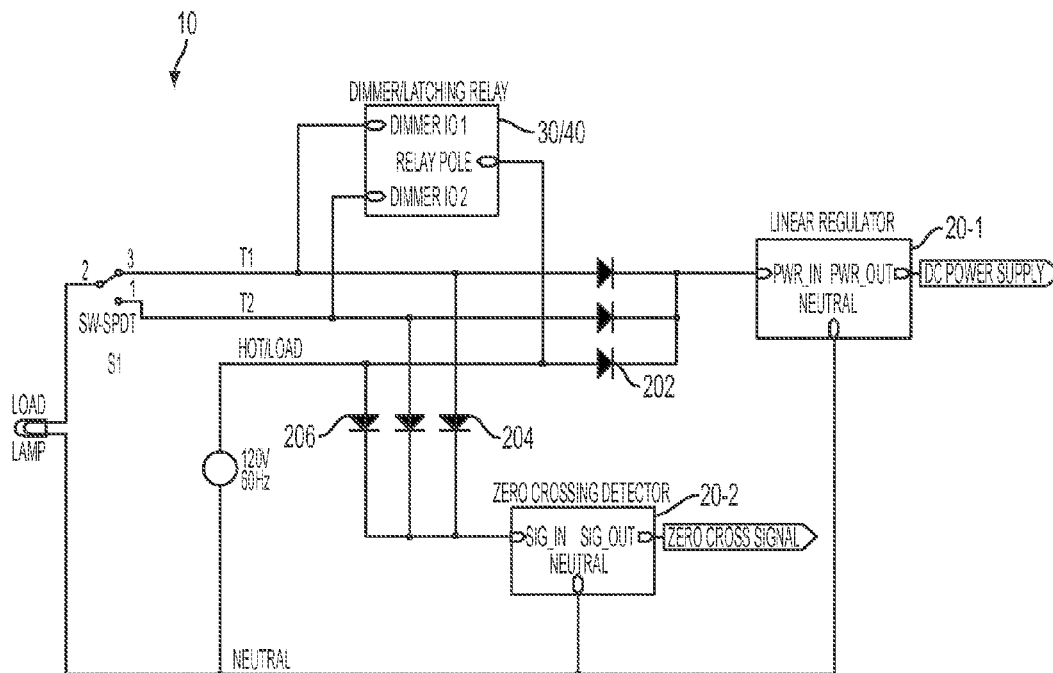 10
DIMMER/LATCHING RELAY
DIMMER IO 1
30/40
RELAY POLE
DIMMER IO 2
LINEAR REGULATOR
20-1
PWR_IN PWR_OUT
DC POWER SUPPLY
NEUTRAL
2
3
T1
1
T2
SW-SPDT
S1
HOT/LOAD
202
LOAD
LAMP
206
204
120V
60Hz
ZERO CROSSING DETECTOR
20-2
SIG_IN SIG_OUT
ZERO CROSS SIGNAL
NEUTRAL
NEUTRAL